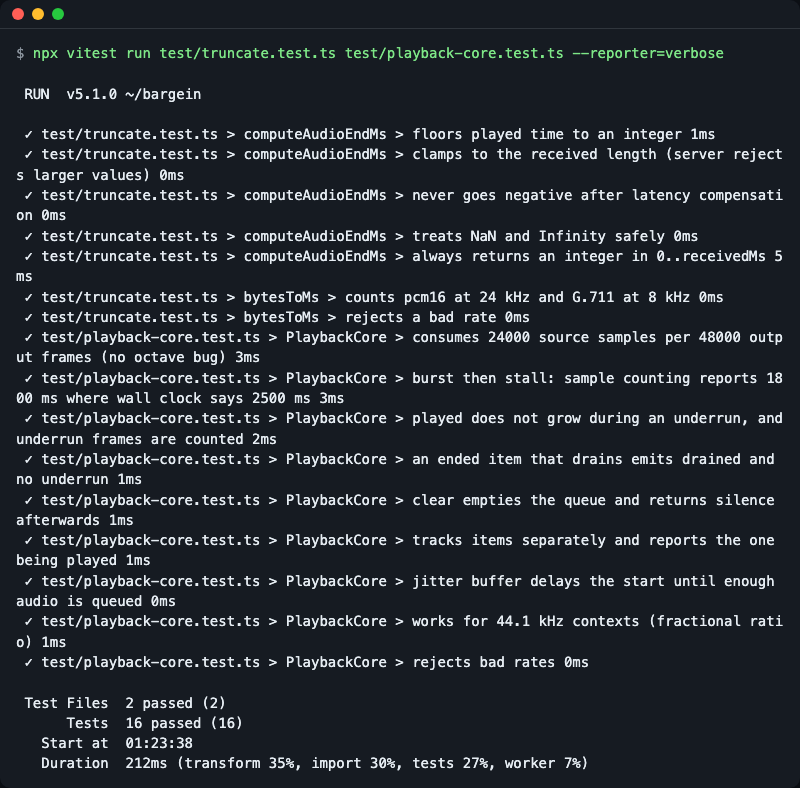 $ npx vitest run test/truncate.test.ts test/playback-core.test.ts --reporter=verbose
RUN  v5.1.0 ~/bargein
✓ test/truncate.test.ts > computeAudioEndMs > floors played time to an integer 1ms
✓ test/truncate.test.ts > computeAudioEndMs > clamps to the received length (server reject
s larger values) 0ms
✓ test/truncate.test.ts > computeAudioEndMs > never goes negative after latency compensati
on 0ms
✓ test/truncate.test.ts > computeAudioEndMs > treats NaN and Infinity safely 0ms
✓ test/truncate.test.ts > computeAudioEndMs > always returns an integer in 0..receivedMs 5
ms
✓ test/truncate.test.ts > bytesToMs > counts pcm16 at 24 kHz and G.711 at 8 kHz 0ms
✓ test/truncate.test.ts > bytesToMs > rejects a bad rate 0ms
✓ test/playback-core.test.ts > PlaybackCore > consumes 24000 source samples per 48000 outp
ut frames (no octave bug) 3ms
✓ test/playback-core.test.ts > PlaybackCore > burst then stall: sample counting reports 18
00 ms where wall clock says 2500 ms 3ms
✓ test/playback-core.test.ts > PlaybackCore > played does not grow during an underrun, and
underrun frames are counted 2ms
✓ test/playback-core.test.ts > PlaybackCore > an ended item that drains emits drained and
no underrun 1ms
✓ test/playback-core.test.ts > PlaybackCore > clear empties the queue and returns silence
afterwards 1ms
✓ test/playback-core.test.ts > PlaybackCore > tracks items separately and reports the one
being played 1ms
✓ test/playback-core.test.ts > PlaybackCore > jitter buffer delays the start until enough
audio is queued 0ms
✓ test/playback-core.test.ts > PlaybackCore > works for 44.1 kHz contexts (fractional rati
o) 1ms
✓ test/playback-core.test.ts > PlaybackCore > rejects bad rates 0ms
Test Files  2 passed (2)
Tests  16 passed (16)
Start at  01:23:38
Duration  212ms (transform 35%, import 30%, tests 27%, worker 7%)